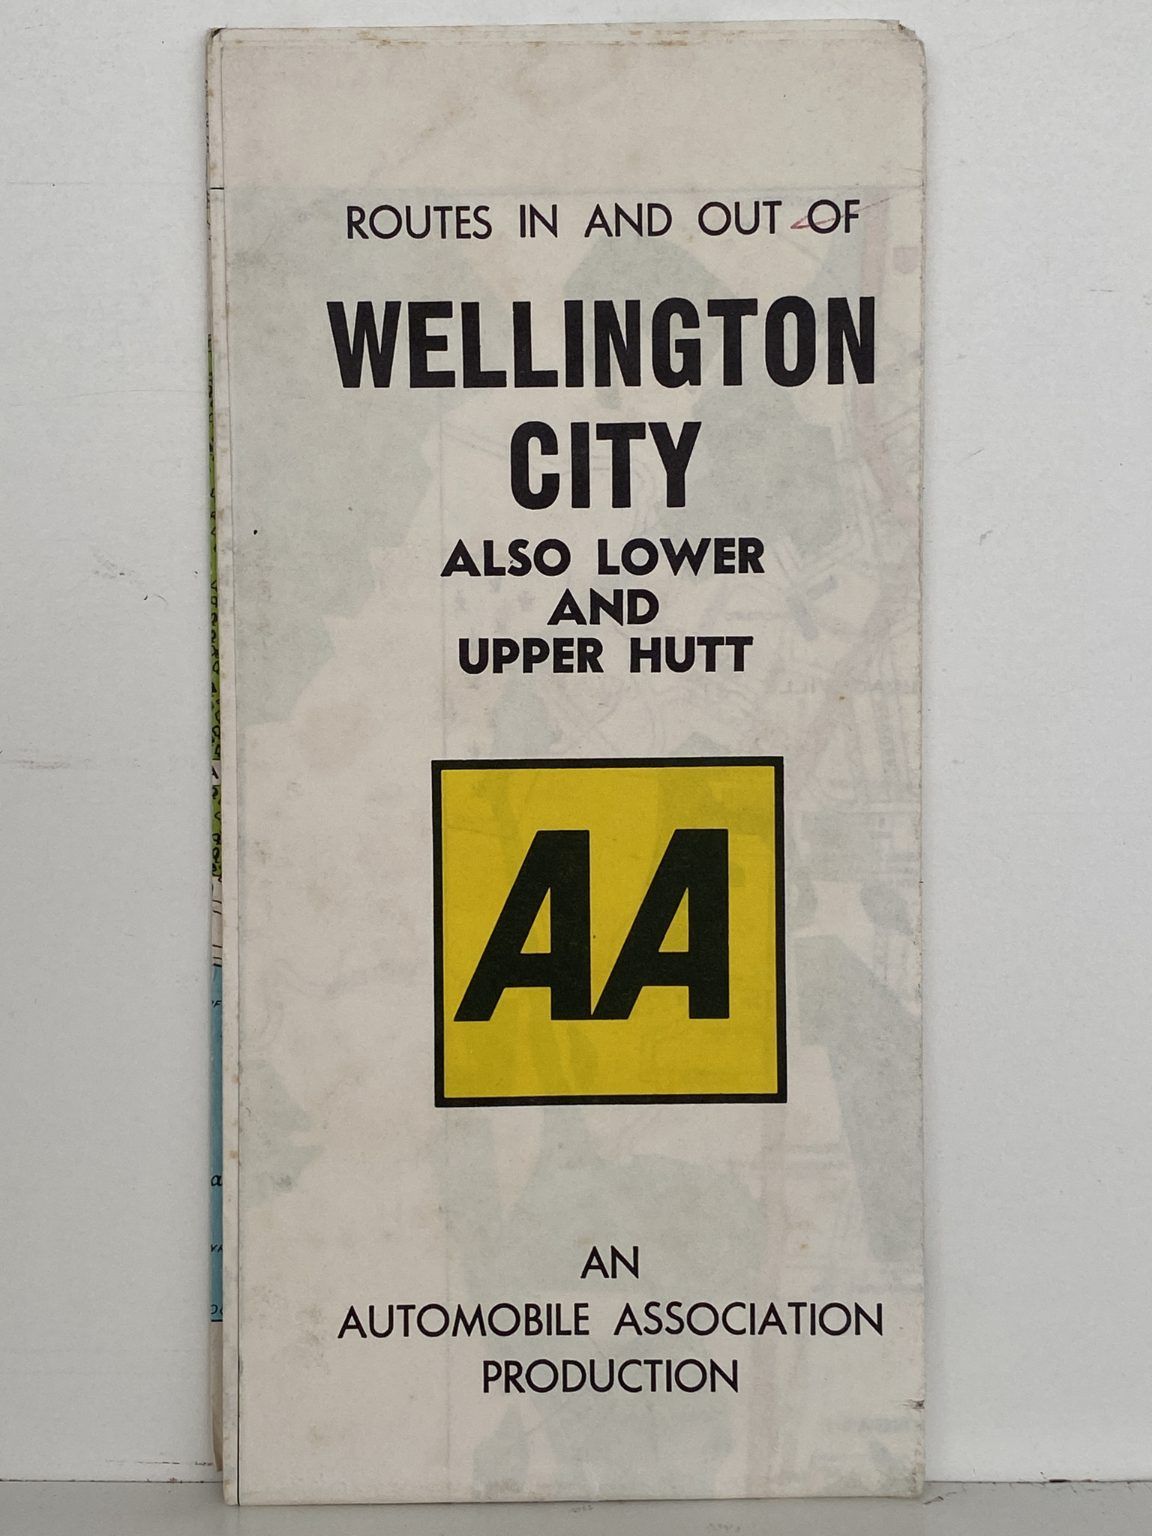 ROUTES IN AND OUT OF
WELLINGTON
CITY
ALSO LOWER
AND
UPPER HUTT
AA
AN
AUTOMOBILE ASSOCIATION
PRODUCTION